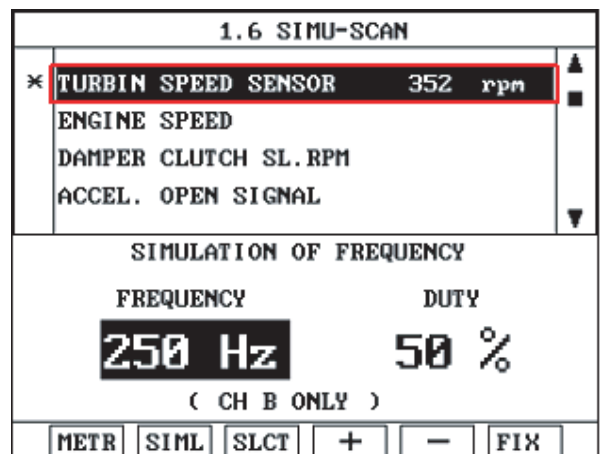 1.6 SIMU-SCAN
* TURBIN SPEED SENSOR 352 rpm
ENGINE SPEED
DAMPER CLUTCH SL.RPM
ACCEL. OPEN SIGNAL
SIMULATION OF FREQUENCY
FREQUENCY DUTY
250 Hz 50 %
( CH B ONLY )
METR SIML SLCT + - FIX